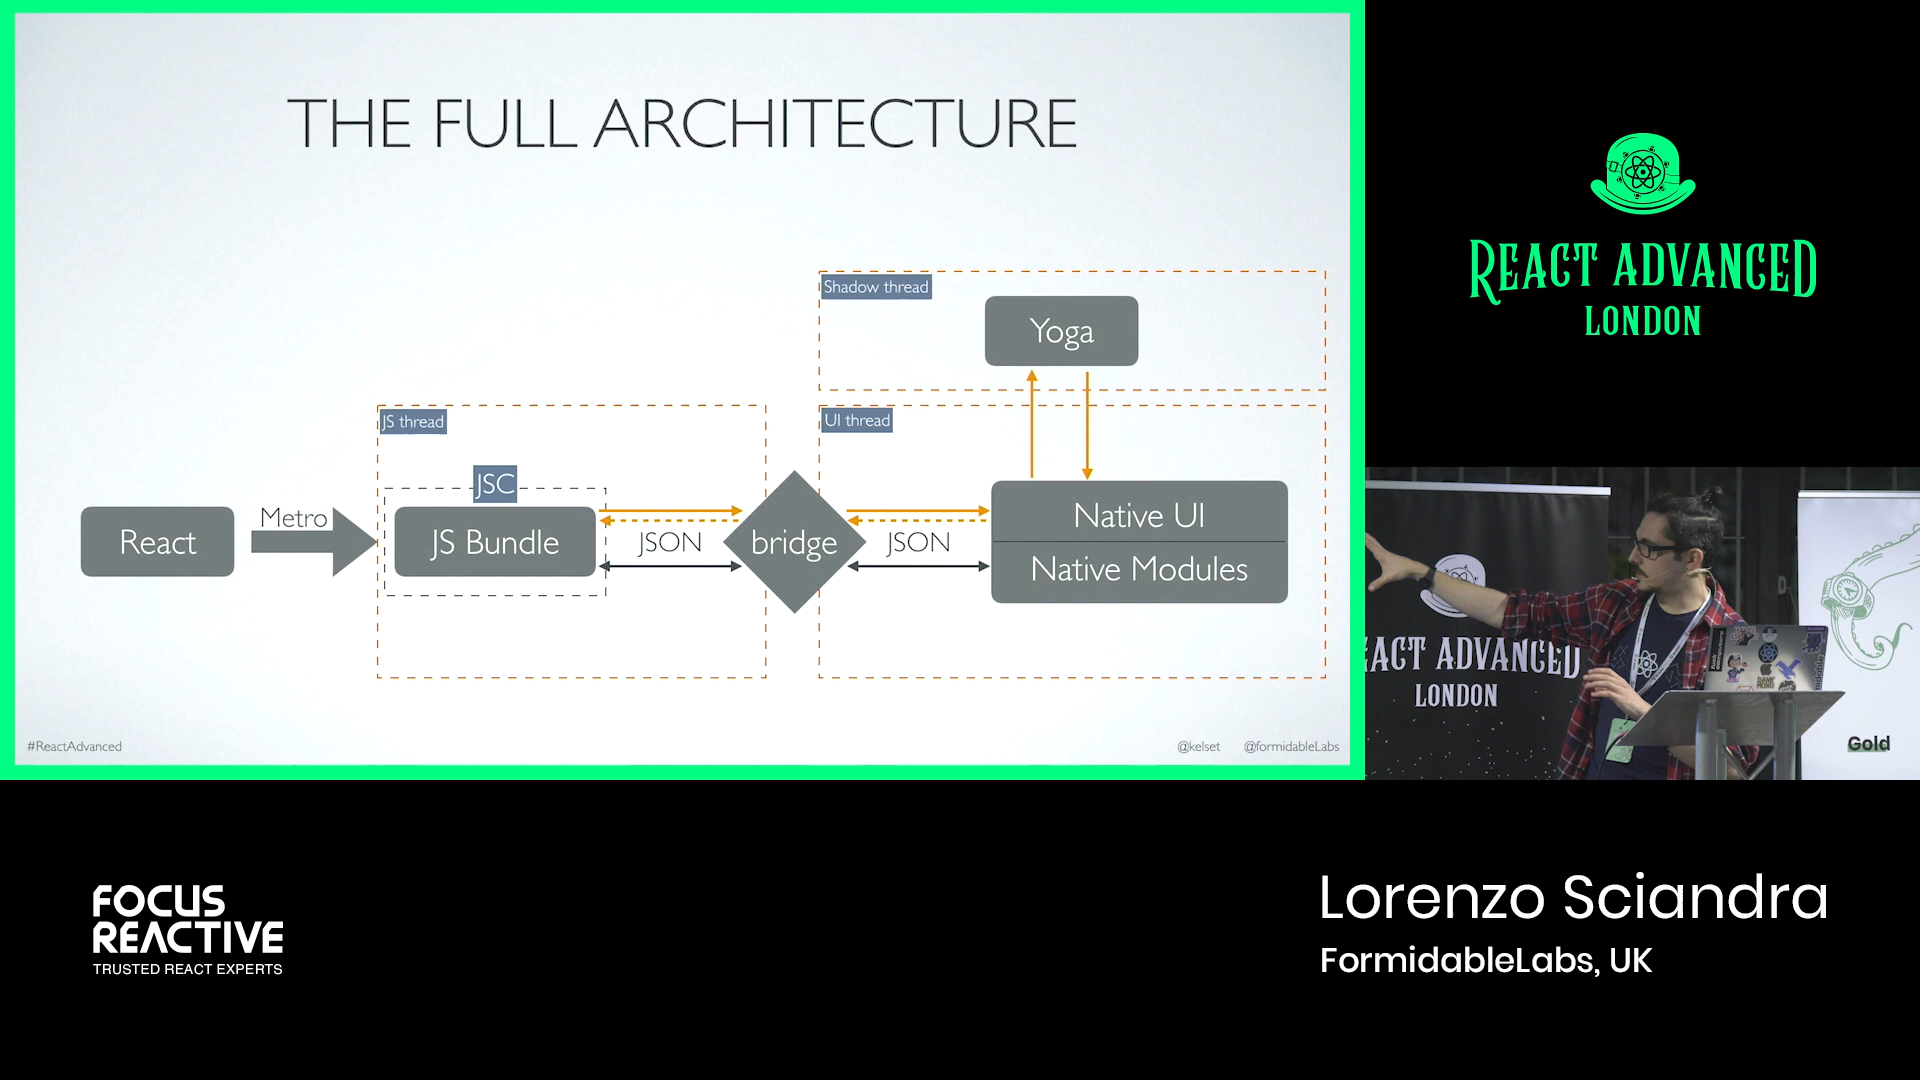 THE FULL ARCHITECTURE
Shadow thread
Yoga
JS thread
UI thread
JSC
React
Metro
JS Bundle
JSON
bridge
JSON
Native UI
Native Modules
#ReactAdvanced
@kelset
@formidableLabs
REACT ADVANCED
LONDON
EACT ADVANCED
LONDON
Gold
FOCUS
REACTIVE
TRUSTED REACT EXPERTS
Lorenzo Sciandra
FormidableLabs, UK